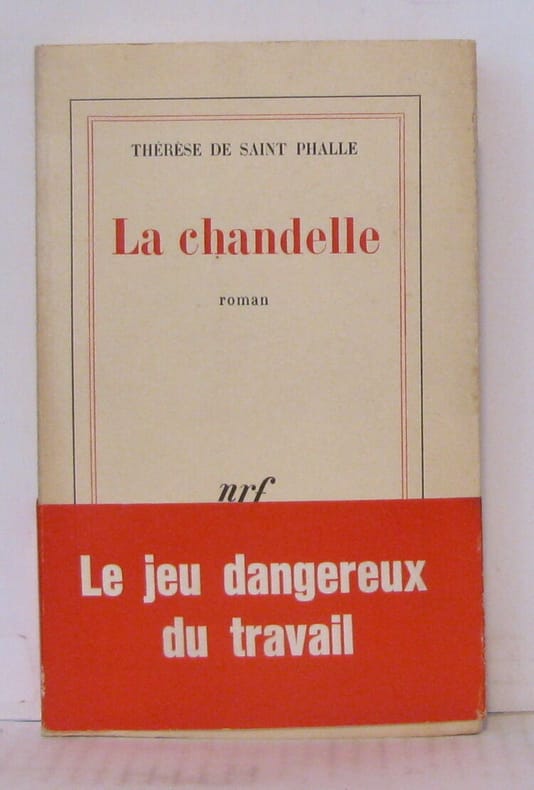 THÉRÈSE DE SAINT PHALLE
La chandelle
roman
nrf
Le jeu dangereux
du travail